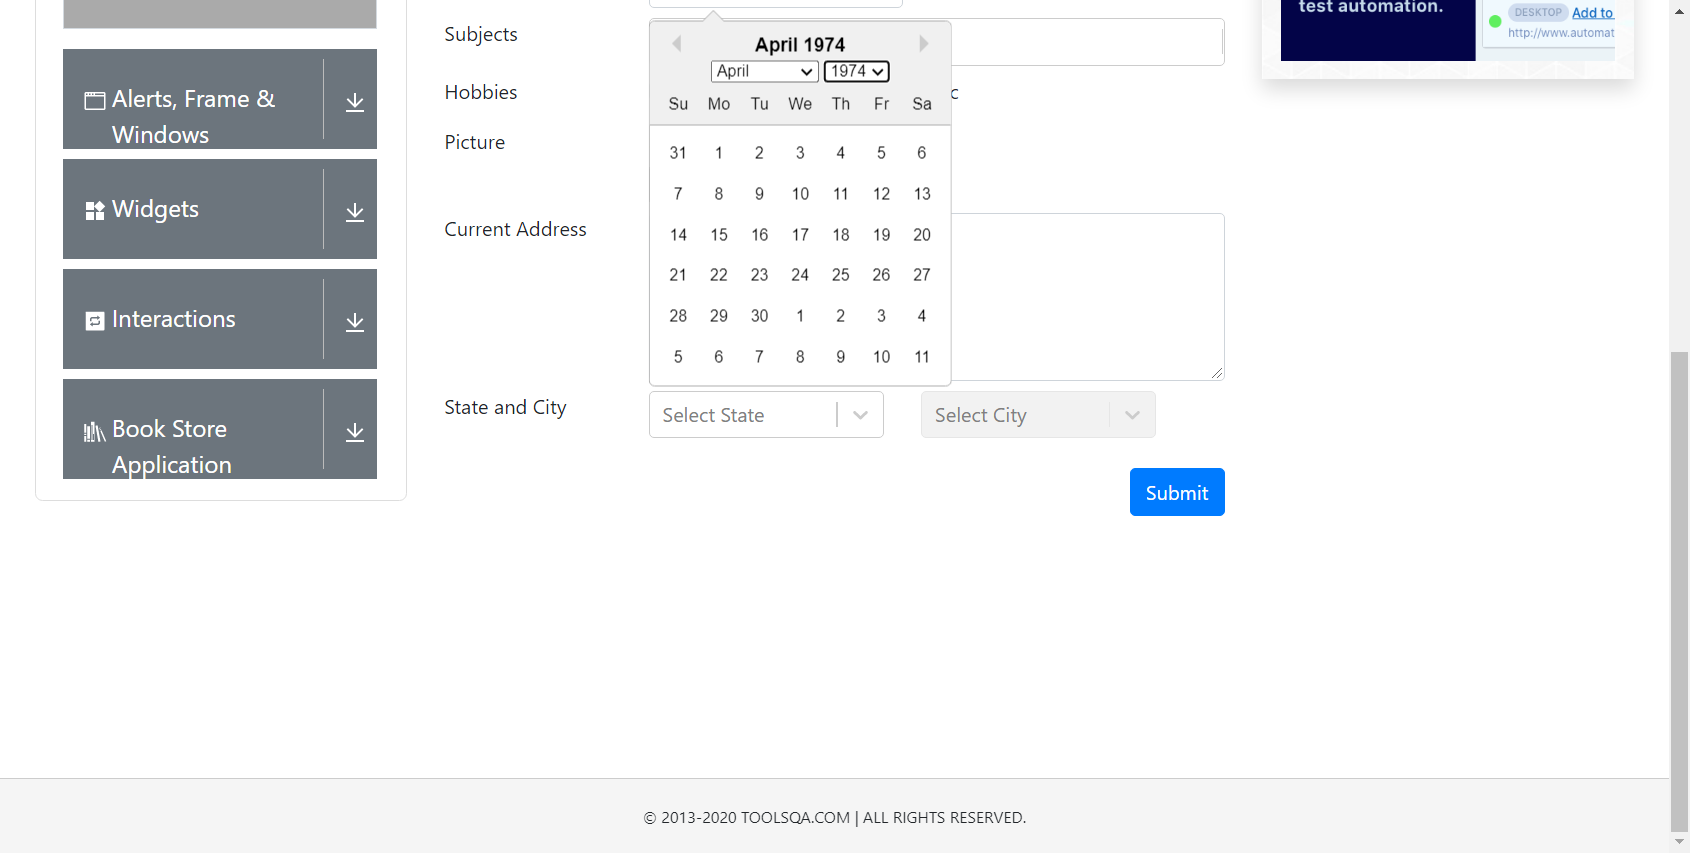 test automation.
DESKTOP Add to
http://www.automat
Alerts, Frame &
Windows
Widgets
Interactions
Book Store
Application
Subjects
Hobbies
c
Picture
Current Address
State and City
April 1974
April 1974
Su Mo Tu We Th Fr Sa
31 1 2 3 4 5 6
7 8 9 10 11 12 13
14 15 16 17 18 19 20
21 22 23 24 25 26 27
28 29 30 1 2 3 4
5 6 7 8 9 10 11
Select State
Select City
Submit
© 2013-2020 TOOLSQA.COM | ALL RIGHTS RESERVED.